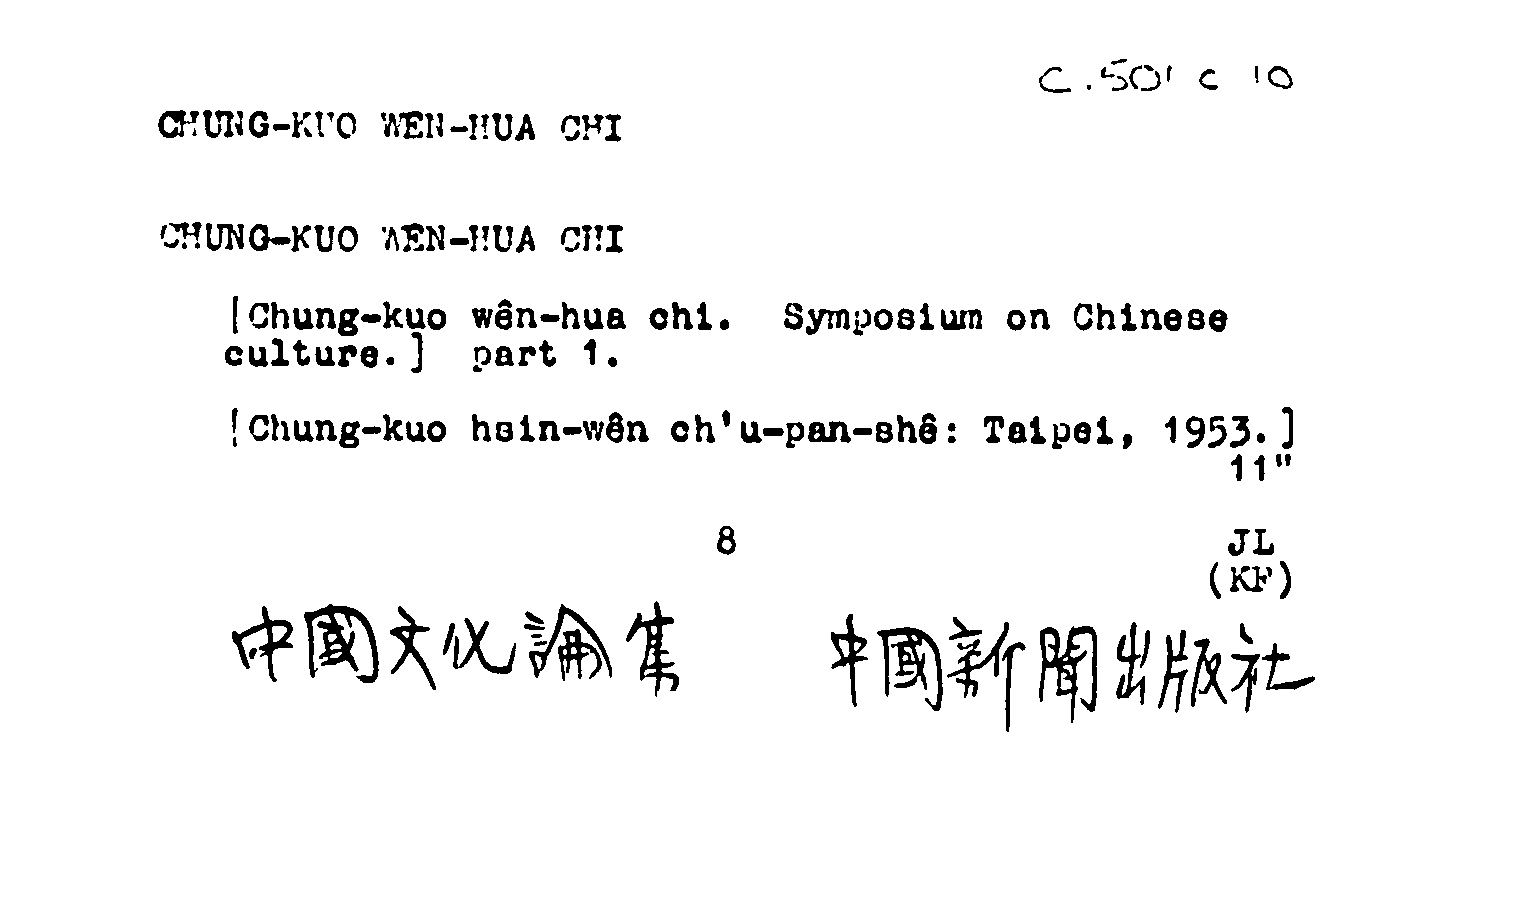 C.501 c 10
CHUNG-KUO WEN-HUA CHI
CHUNG-KUO WEN-HUA CHI
[Chung-kuo wên-hua chi. Symposium on Chinese
culture.] part 1.
[Chung-kuo hsin-wên ch'u-pan-shê: Taipei, 1953.]
11"
8 JL
(KF)
中國文化論集 中國新聞出版社